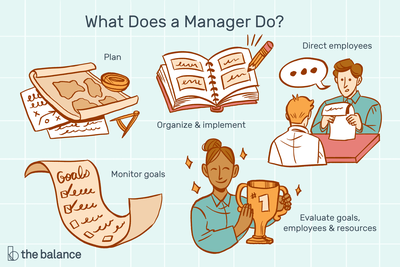 What Does a Manager Do?
Plan
Organize & implement
Direct employees
Monitor goals
Goals
#1
Evaluate goals,
employees & resources
the balance